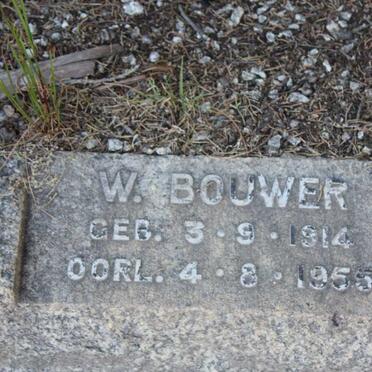 W. BOUWER
GEB. 3·9·1914
OORL. 4·8·1955